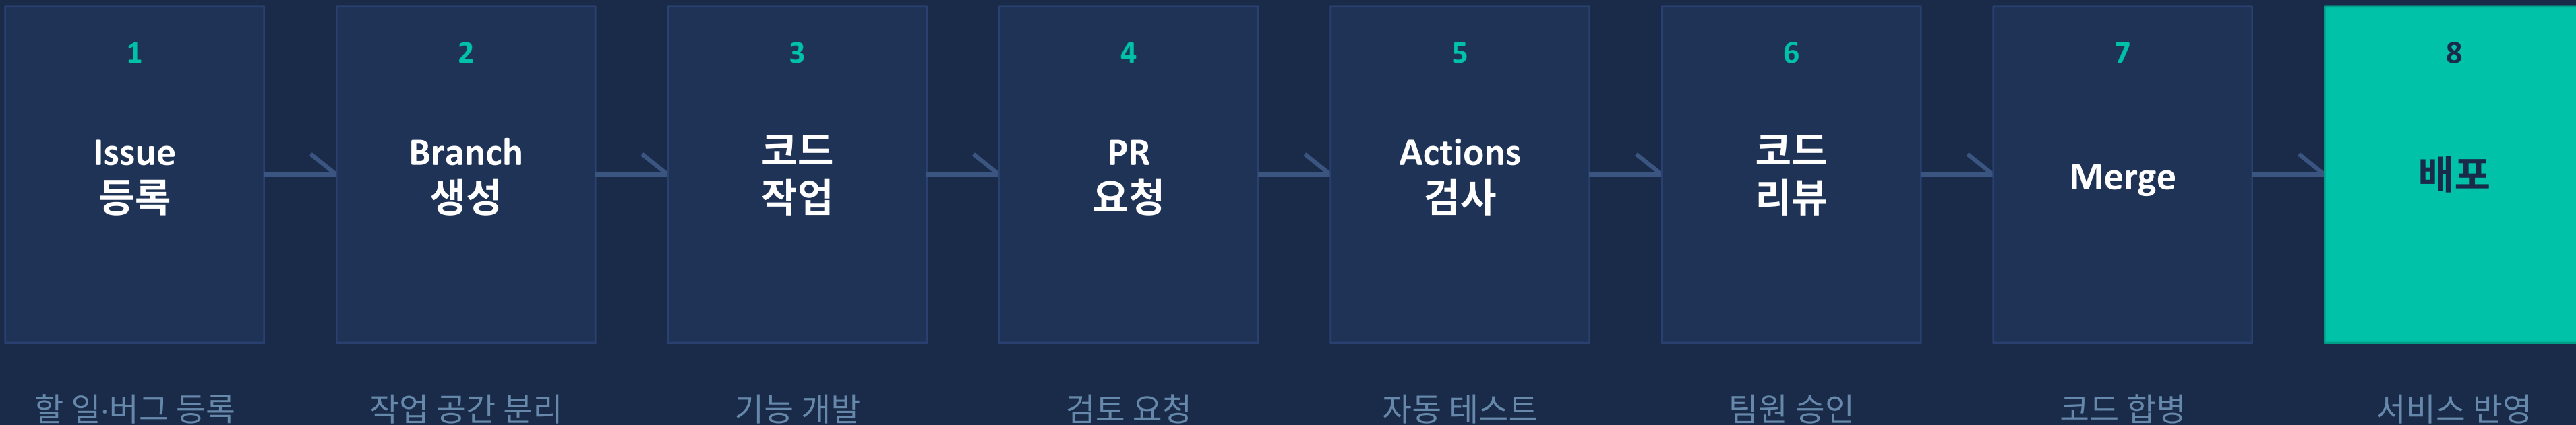 1
Issue
등록
할 일·버그 등록
2
Branch
생성
작업 공간 분리
3
코드
작업
기능 개발
4
PR
요청
검토 요청
5
Actions
검사
자동 테스트
6
코드
리뷰
팀원 승인
7
Merge
코드 합병
8
배포
서비스 반영